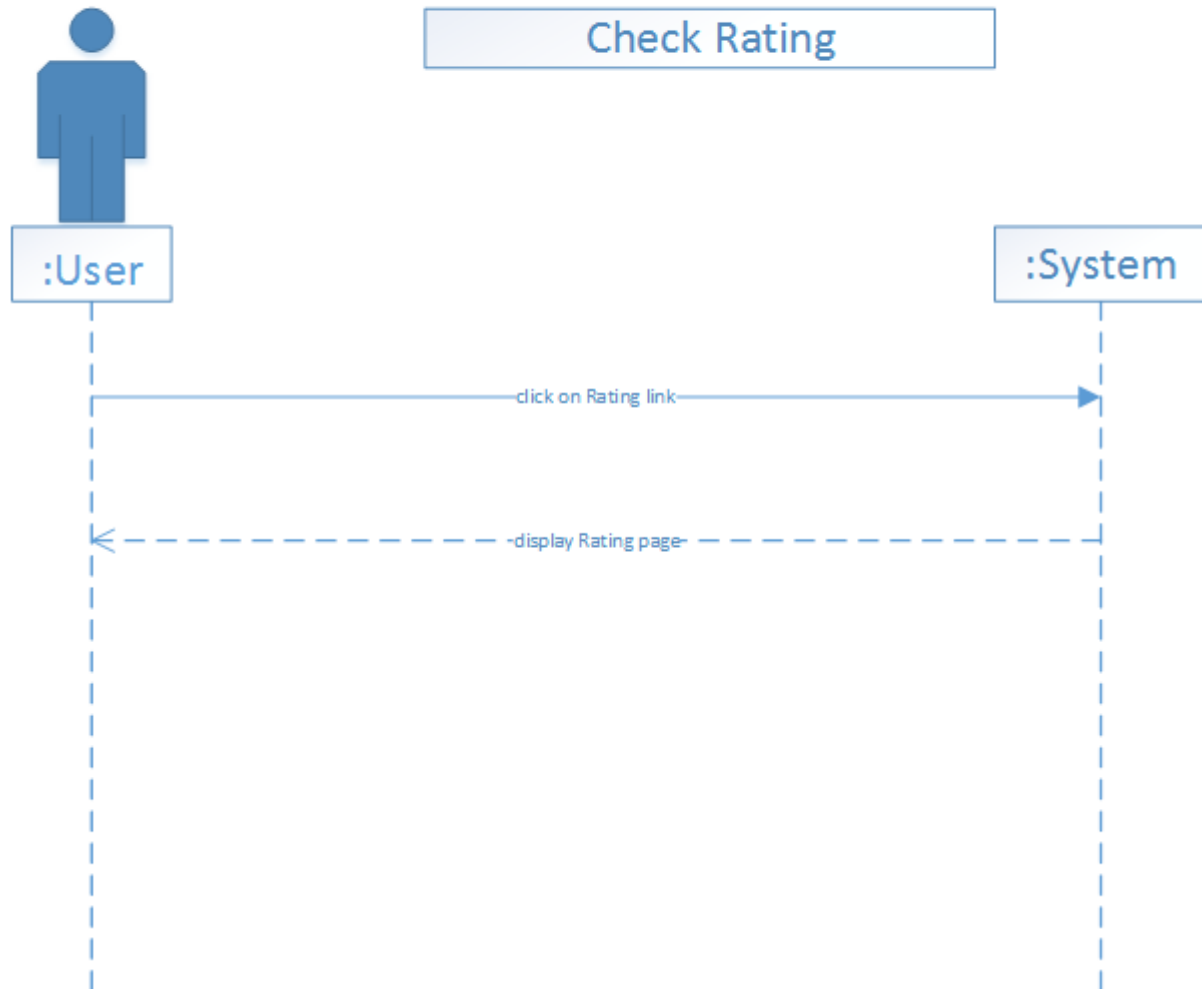 Check Rating
:User
:System
click on Rating link
display Rating page